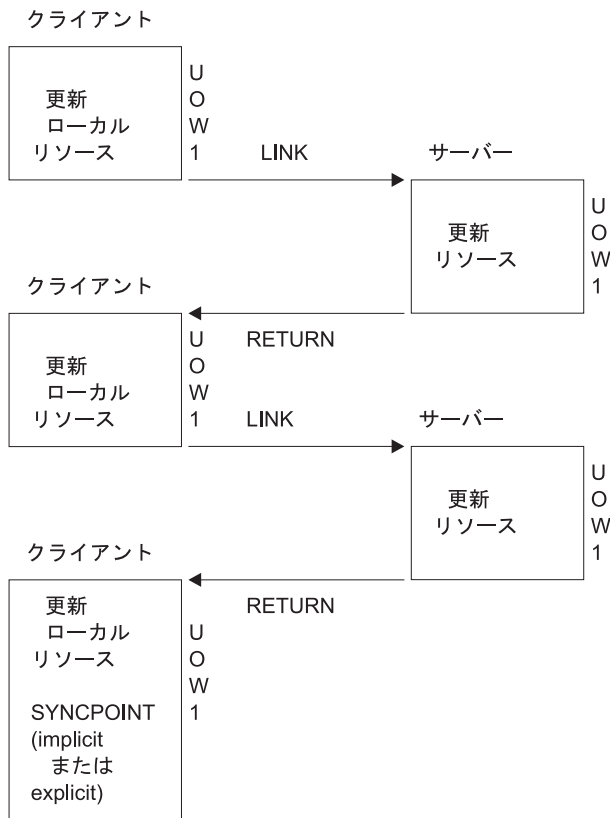 クライアント
更新
ローカル
リソース
U
O
W
1
LINK
サーバー
更新
リソース
U
O
W
1
クライアント
RETURN
更新
ローカル
リソース
U
O
W
1
LINK
サーバー
更新
リソース
U
O
W
1
クライアント
RETURN
更新
ローカル
リソース
U
O
W
1
SYNCPOINT
(implicit
または
explicit)